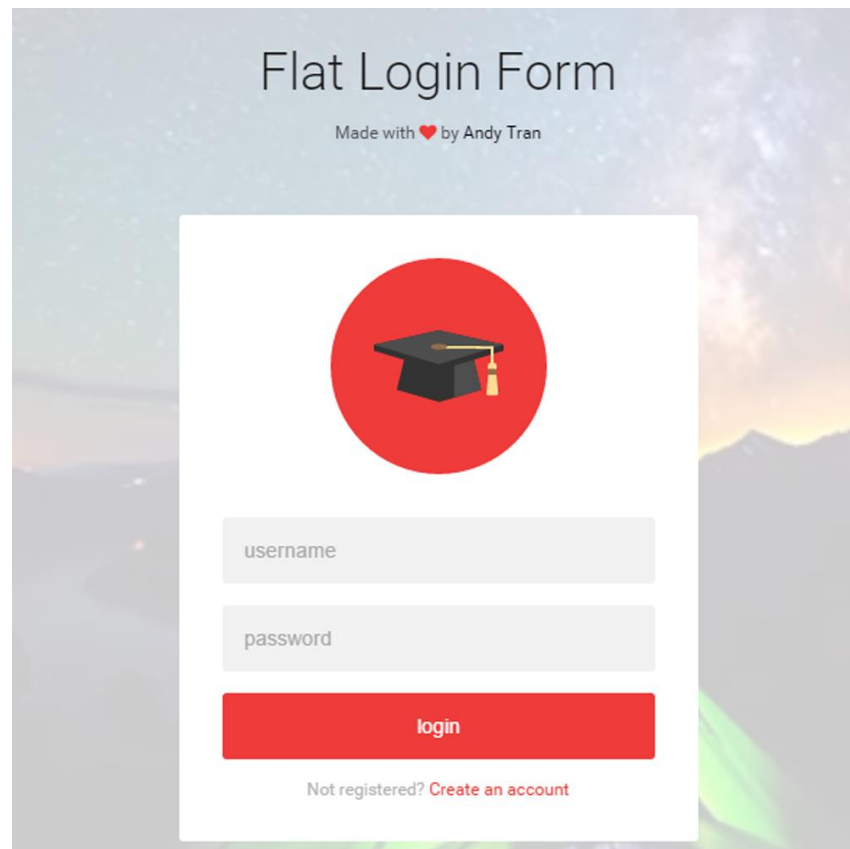 Flat Login Form
Made with ❤ by Andy Tran
username
password
login
Not registered? Create an account